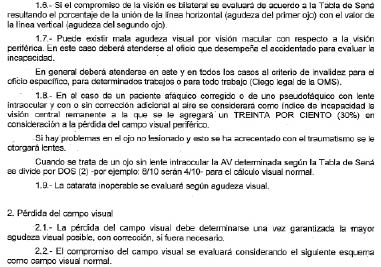 1.6.- Si el compromiso de la visión es bilateral se evaluará de acuerdo a la Tabla de Sená
resultando el porcentaje de la unión de la línea horizontal (agudeza del primer ojo) con el valor de
la línea vertical (agudeza del segundo ojo).
1.7.- Puede existir mala agudeza visual por visión macular con respecto a la visión
periférica. En este caso deberá atenderse al oficio que desempeña el accidentado para evaluar la
incapacidad.
En general deberá atenderse en este y en todos los casos al criterio de invalidez para el
oficio específico, para determinados trabajos o para todo trabajo (Ciego legal de la OMS).
1.8.- En el caso de un paciente afáquico corregido o de uno pseudofáquico con lente
intraocular y con o sin corrección adicional al aire se considerará como índice de incapacidad la
visión central remanente a la que se le agregará un TREINTA POR CIENTO (30%) en
consideración a la pérdida del campo visual periférico.
Si hay problemas en el ojo no lesionado y esto se ha acrecentado con el traumatismo se le
otorgará lentes.
Cuando se trata de un ojo sin lente intraocular la AV determinada según la Tabla de Sená
se divide por DOS (2) -por ejemplo: 8/10 serán 4/10- para el cálculo visual normal.
1.9.- La catarata inoperable se evaluará según agudeza visual.
2. Pérdida del campo visual
2.1.- La pérdida del campo visual debe determinarse una vez garantizada la mayor
agudeza visual posible, con corrección, si fuera necesario.
2.2.- El compromiso del campo visual se evaluará considerando el siguiente esquema
como campo visual normal.